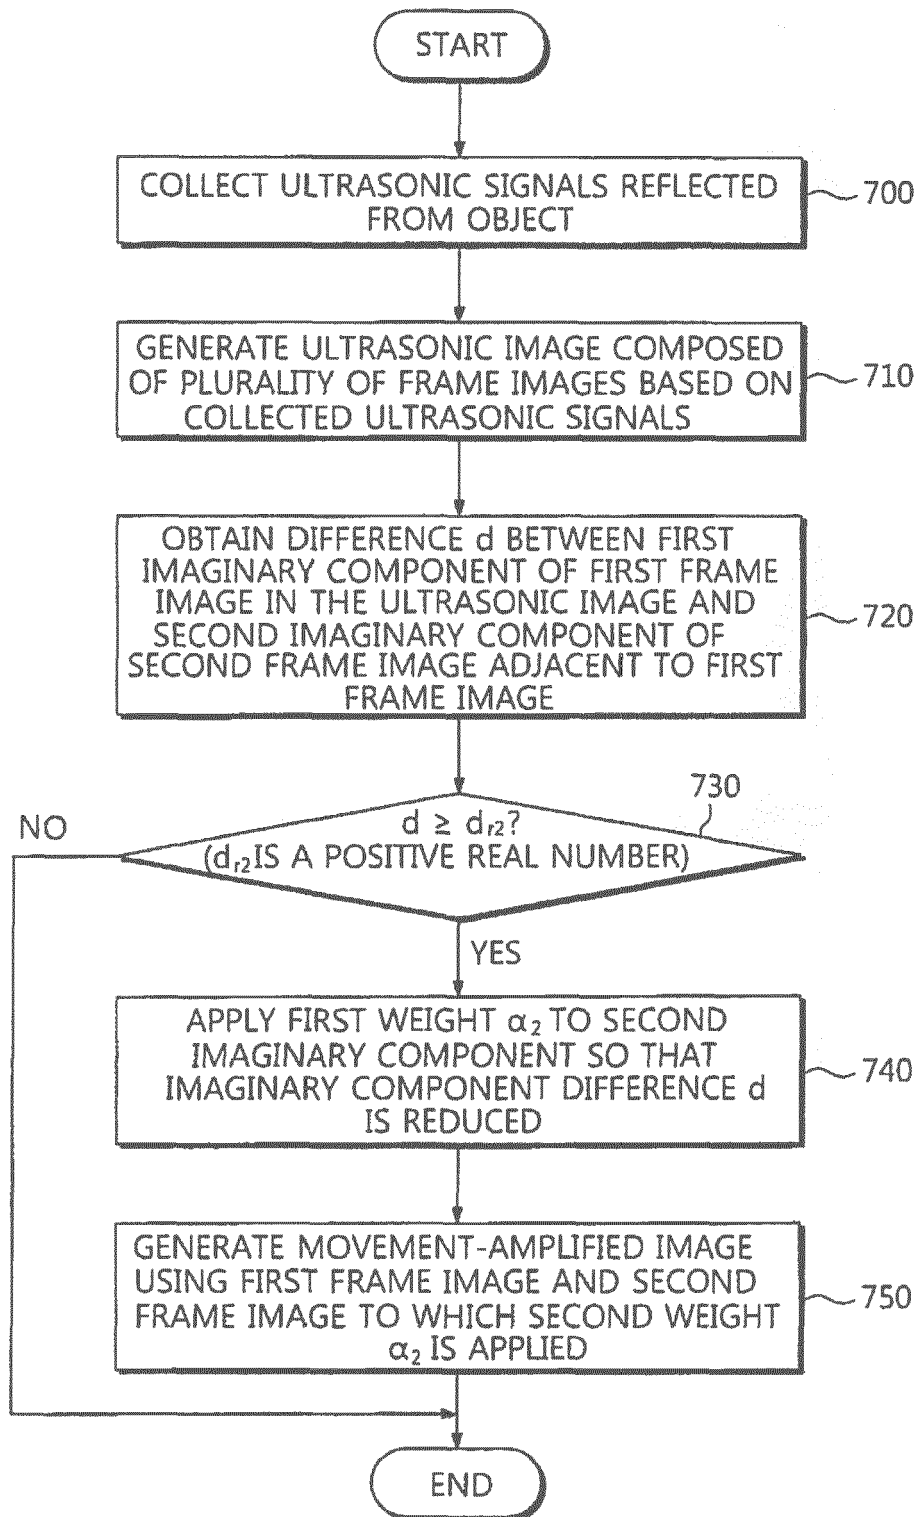 START
COLLECT ULTRASONIC SIGNALS REFLECTED
FROM OBJECT
700
GENERATE ULTRASONIC IMAGE COMPOSED
OF PLURALITY OF FRAME IMAGES BASED ON
COLLECTED ULTRASONIC SIGNALS
710
OBTAIN DIFFERENCE d BETWEEN FIRST
IMAGINARY COMPONENT OF FIRST FRAME
IMAGE IN THE ULTRASONIC IMAGE AND
SECOND IMAGINARY COMPONENT OF
SECOND FRAME IMAGE ADJACENT TO FIRST
FRAME IMAGE
720
730
NO
d ≥ dr2?
(dr2 IS A POSITIVE REAL NUMBER)
YES
APPLY FIRST WEIGHT α2 TO SECOND
IMAGINARY COMPONENT SO THAT
IMAGINARY COMPONENT DIFFERENCE d
IS REDUCED
740
GENERATE MOVEMENT-AMPLIFIED IMAGE
USING FIRST FRAME IMAGE AND SECOND
FRAME IMAGE TO WHICH SECOND WEIGHT
α2 IS APPLIED
750
END